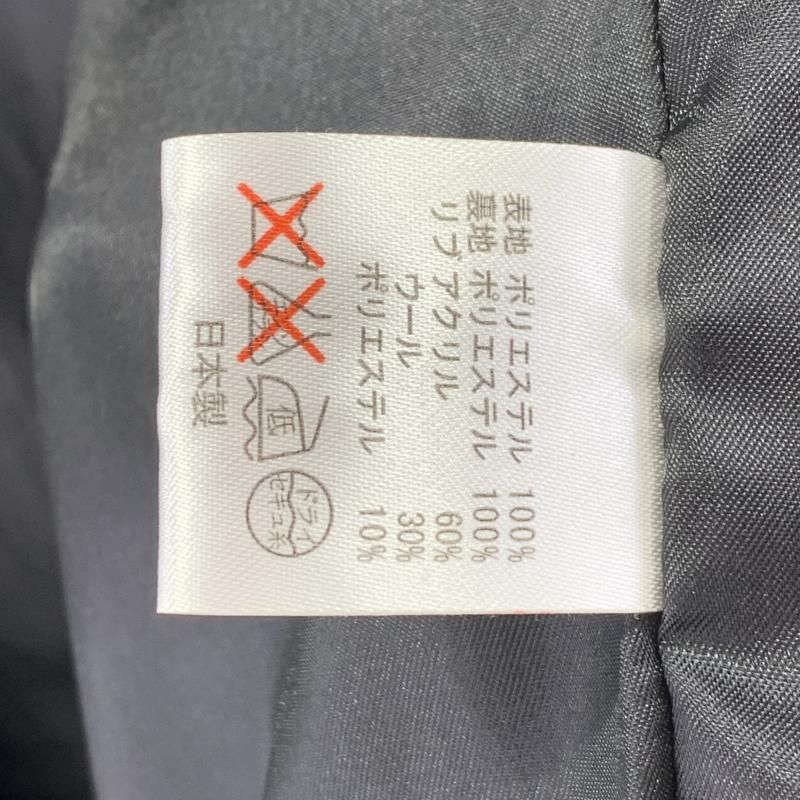 表地 ポリエステル 100%
裏地 ポリエステル 100%
リブ アクリル 60%
ウール 30%
ポリエステル 10%
低
ドライ
セキユ系
日本製